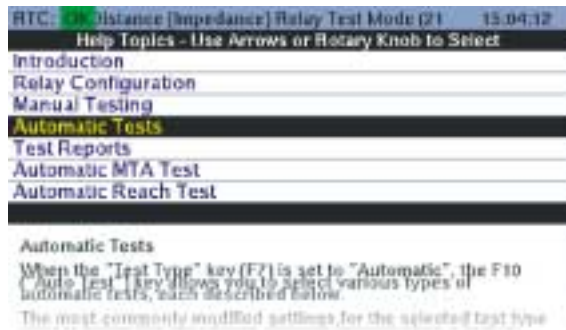 RTC: OK Distance [Impedance] Relay Test Mode (21 15:04:12
Help Topics - Use Arrows or Rotary Knob to Select
Introduction
Relay Configuration
Manual Testing
Automatic Tests
Test Reports
Automatic MTA Test
Automatic Reach Test
Automatic Tests
When the "Test Type" key (F7) is set to "Automatic", the F10
("Auto Test") key allows you to select various types of
automatic tests, each described below.
The most commonly modified settings for the selected test type